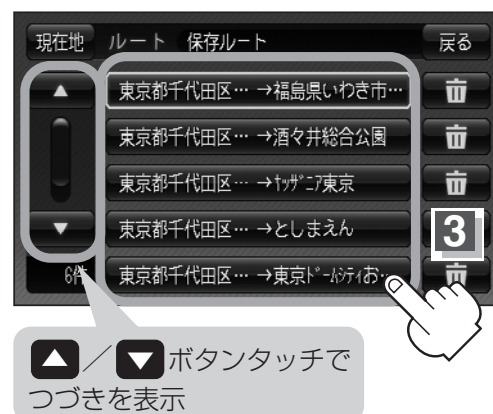 現在地 ルート 保存ルート 戻る
▲
東京都千代田区… →福島県いわき市…
東京都千代田区… →酒々井総合公園
東京都千代田区… →ﾅｯｻﾞﾆｱ東京
▼ 東京都千代田区… →としまえん 3
6件 東京都千代田区… →東京ﾄﾞｰﾑｼﾃｨお…
▲／▼ボタンタッチで
つづきを表示